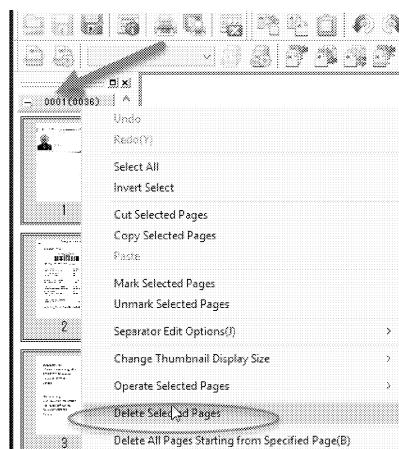 0001(0036)
Undo
Redo(Y)
Select All
Invert Select
1
Cut Selected Pages
Copy Selected Pages
Paste
Mark Selected Pages
Unmark Selected Pages
2
Separator Edit Options(J)
Change Thumbnail Display Size
Operate Selected Pages
Delete Selected Pages
3
Delete All Pages Starting from Specified Page(B)